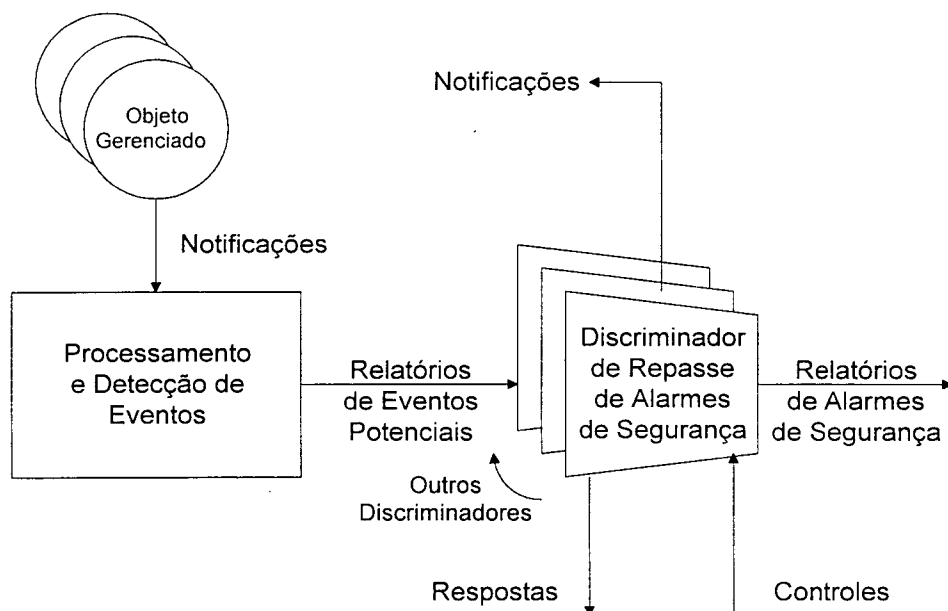 Objeto
Gerenciado
Notificações
Notificações
Processamento
e Detecção de
Eventos
Relatórios
de Eventos
Potenciais
Discriminador
de Repasse
de Alarmes
de Segurança
Relatórios
de Alarmes
de Segurança
Outros
Discriminadores
Respostas
Controles